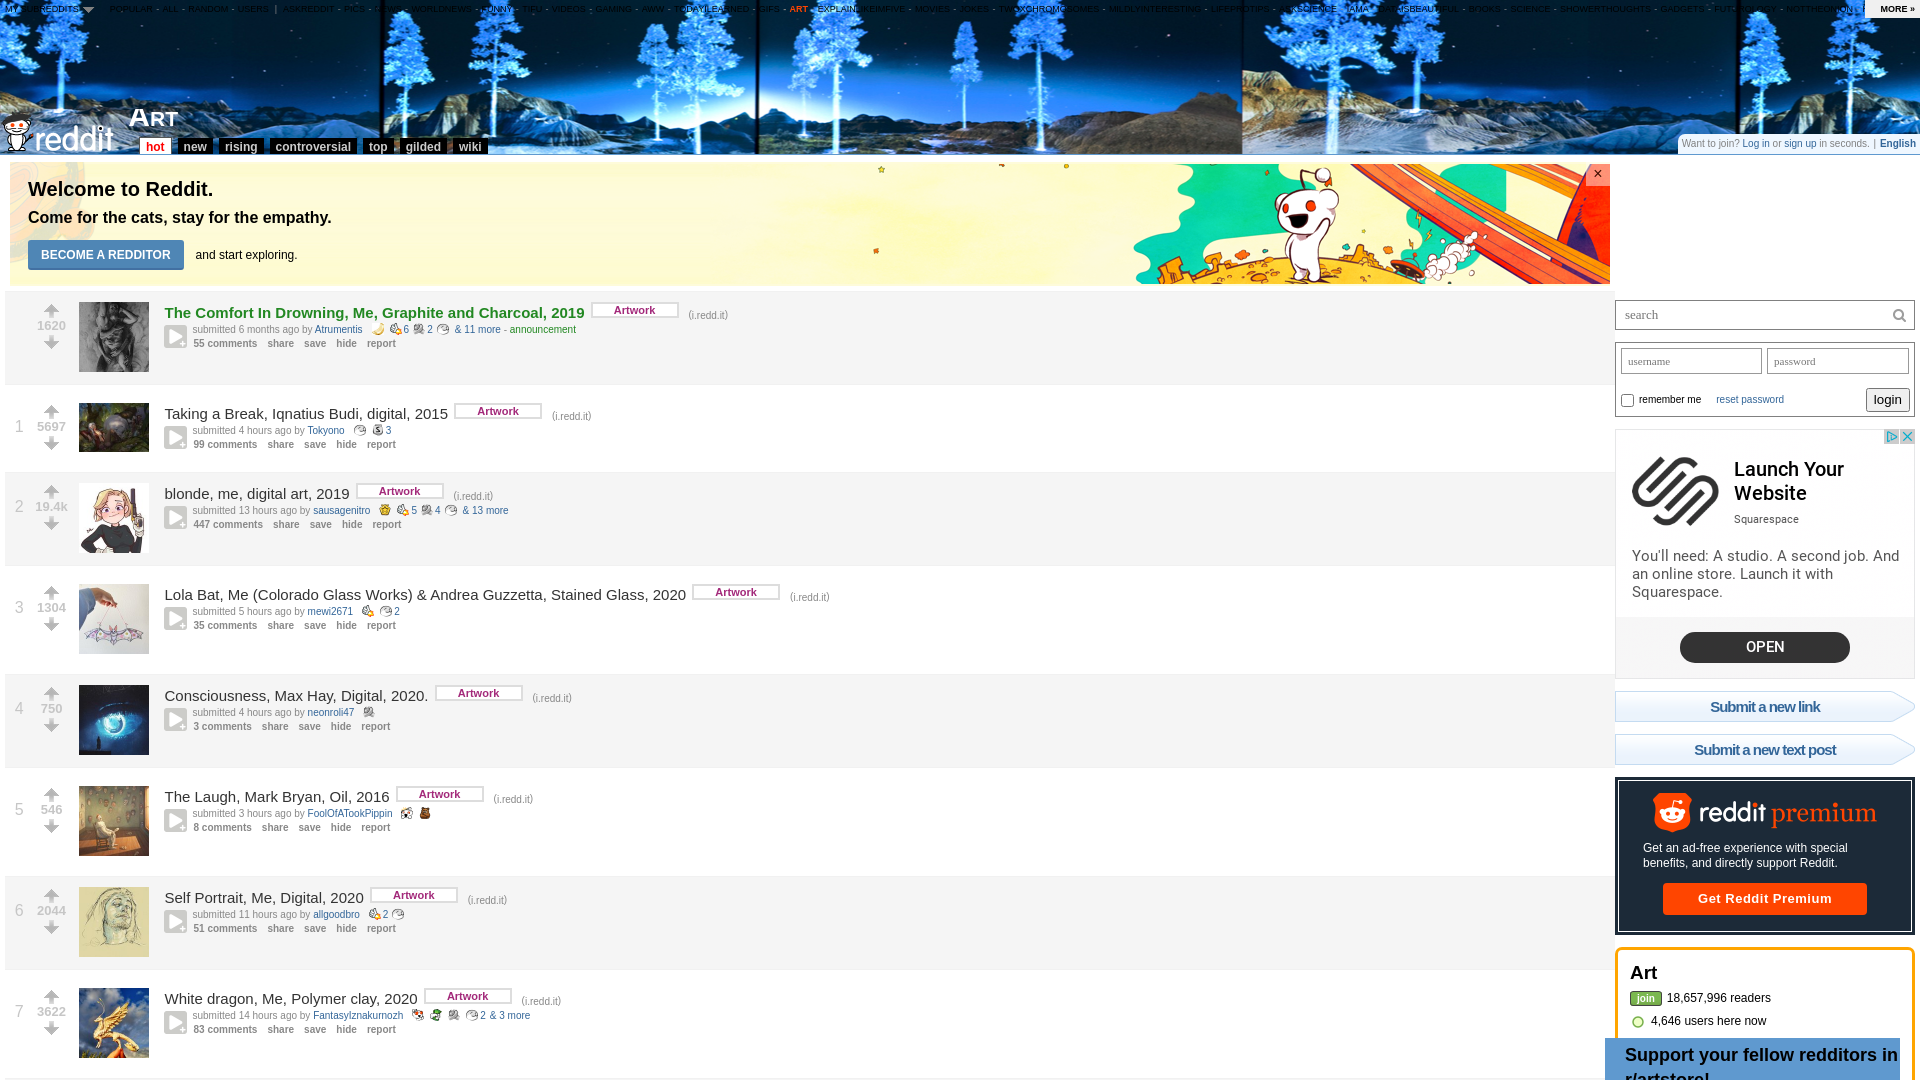 MY SUBREDDITS
POPULAR - ALL - RANDOM - USERS | ASKREDDIT - PICS - NEWS - WORLDNEWS - FUNNY - TIFU - VIDEOS - GAMING - AWW - TODAYILEARNED - GIFS - ART - EXPLAINLIKEIMFIVE - MOVIES - JOKES - TWOXCHROMOSOMES - MILDLYINTERESTING - LIFEPROTIPS - ASKSCIENCE - IAMA - DATAISBEAUTIFUL - BOOKS - SCIENCE - SHOWERTHOUGHTS - GADGETS - FUTUROLOGY - NOTTHEONION
MORE »
reddit
ART
hot new rising controversial top gilded wiki
Want to join? Log in or sign up in seconds. | English
Welcome to Reddit.
Come for the cats, stay for the empathy.
BECOME A REDDITOR and start exploring.
×
1620
The Comfort In Drowning, Me, Graphite and Charcoal, 2019 Artwork (i.redd.it)
submitted 6 months ago by Atrumentis 6 2 & 11 more - announcement
55 comments share save hide report
1
5697
Taking a Break, Iqnatius Budi, digital, 2015 Artwork (i.redd.it)
submitted 4 hours ago by Tokyono 3
99 comments share save hide report
2
19.4k
blonde, me, digital art, 2019 Artwork (i.redd.it)
submitted 13 hours ago by sausagenitro 5 4 & 13 more
447 comments share save hide report
3
1304
Lola Bat, Me (Colorado Glass Works) & Andrea Guzzetta, Stained Glass, 2020 Artwork (i.redd.it)
submitted 5 hours ago by mewi2671 2
35 comments share save hide report
4
750
Consciousness, Max Hay, Digital, 2020. Artwork (i.redd.it)
submitted 4 hours ago by neonroli47
3 comments share save hide report
5
546
The Laugh, Mark Bryan, Oil, 2016 Artwork (i.redd.it)
submitted 3 hours ago by FoolOfATookPippin
8 comments share save hide report
6
2044
Self Portrait, Me, Digital, 2020 Artwork (i.redd.it)
submitted 11 hours ago by allgoodbro 2
51 comments share save hide report
7
3622
White dragon, Me, Polymer clay, 2020 Artwork (i.redd.it)
submitted 14 hours ago by FantasyIznakurnozh 2 & 3 more
83 comments share save hide report
search
username password
remember me reset password login
Launch Your
Website
Squarespace
You'll need: A studio. A second job. And
an online store. Launch it with
Squarespace.
OPEN
Submit a new link
Submit a new text post
reddit premium
Get an ad-free experience with special
benefits, and directly support Reddit.
Get Reddit Premium
Art
join 18,657,996 readers
4,646 users here now
Support your fellow redditors in
r/artstore!